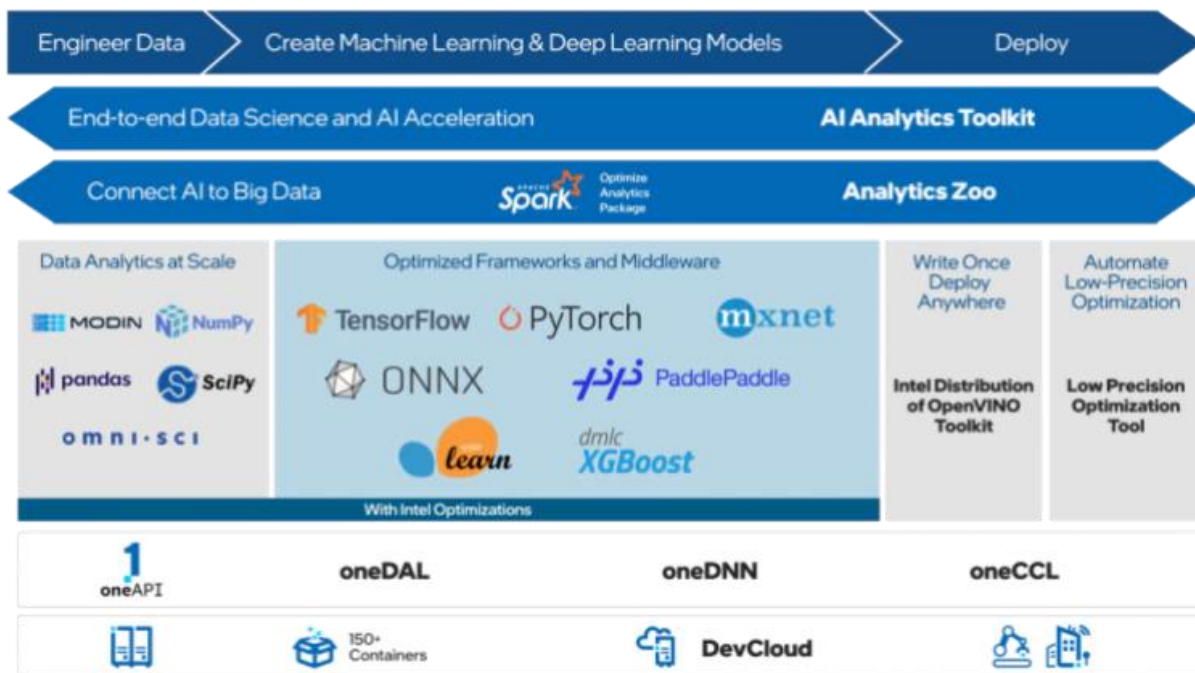 Engineer Data
Create Machine Learning & Deep Learning Models
Deploy
End-to-end Data Science and AI Acceleration
AI Analytics Toolkit
Connect AI to Big Data
APACHE
Spark
Optimize
Analytics
Package
Analytics Zoo
Data Analytics at Scale
MODIN
NumPy
pandas
SciPy
omni·sci
Optimized Frameworks and Middleware
TensorFlow
PyTorch
mxnet
ONNX
PaddlePaddle
learn
dmlc
XGBoost
With Intel Optimizations
Write Once
Deploy
Anywhere
Intel Distribution
of OpenVINO
Toolkit
Automate
Low-Precision
Optimization
Low Precision
Optimization
Tool
1
oneAPI
oneDAL
oneDNN
oneCCL
150+
Containers
DevCloud